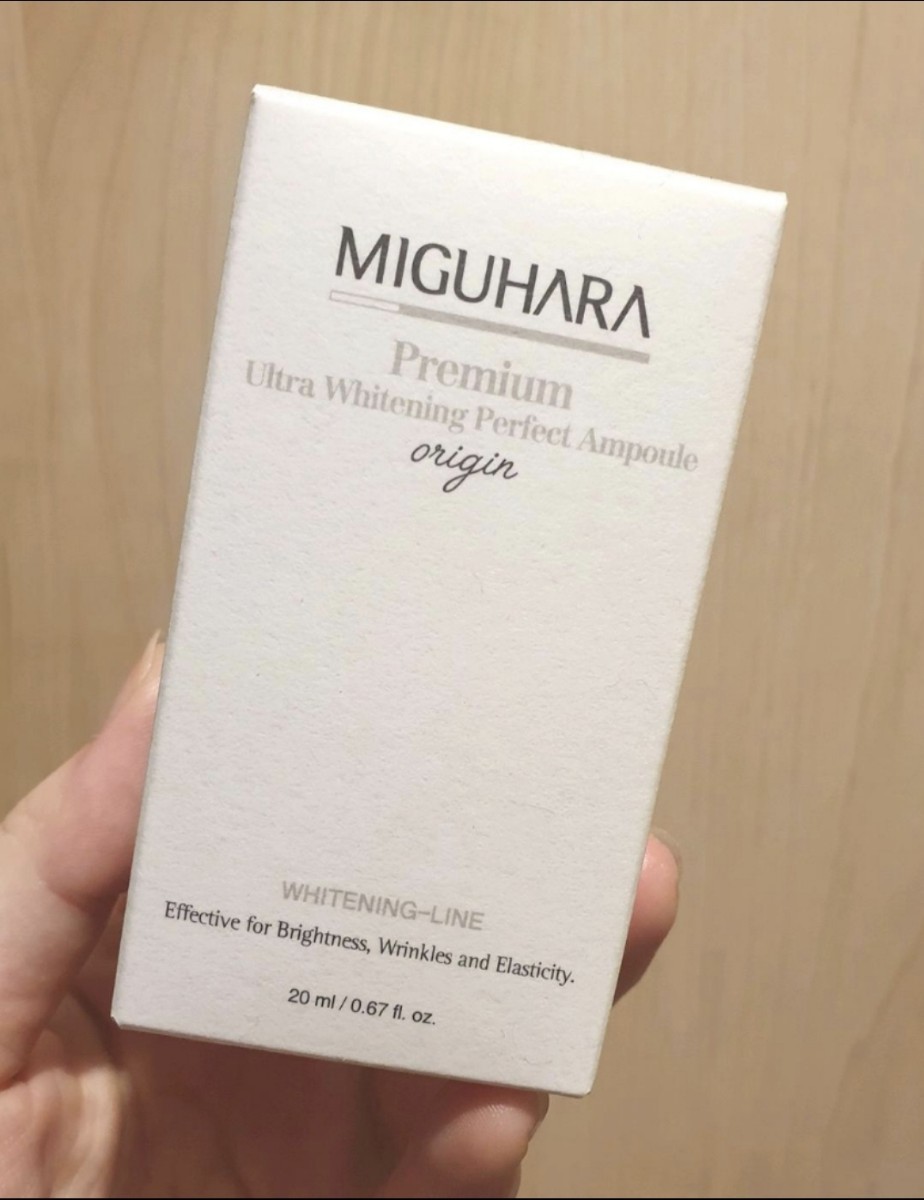 MIGUHARA
Premium
Ultra Whitening Perfect Ampoule
origin
WHITENING-LINE
Effective for Brightness, Wrinkles and Elasticity.
20 ml / 0.67 fl. oz.